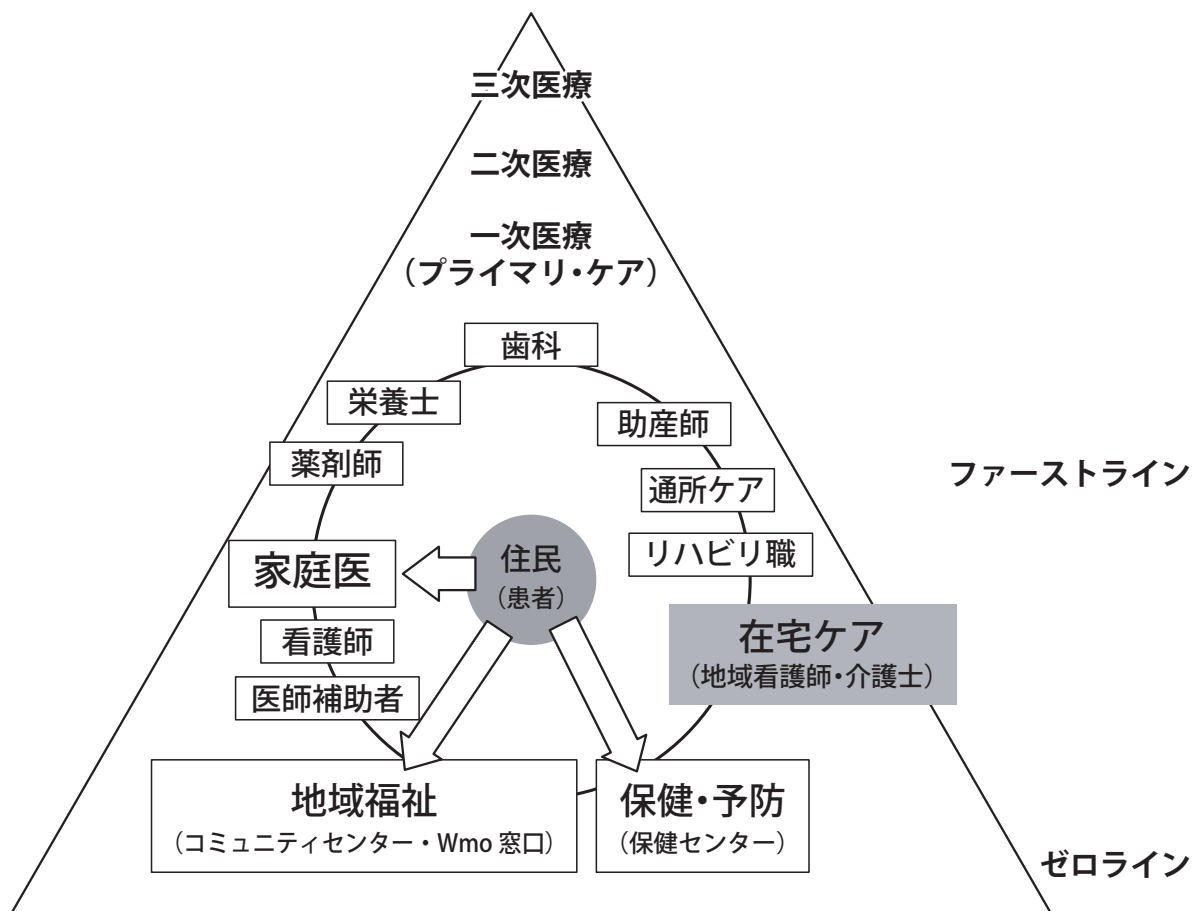 三次医療
二次医療
一次医療
（プライマリ・ケア）
歯科
栄養士
助産師
薬剤師
通所ケア
ファーストライン
家庭医
住民
（患者）
リハビリ職
看護師
在宅ケア
（地域看護師・介護士）
医師補助者
地域福祉
（コミュニティセンター・Wmo 窓口）
保健・予防
（保健センター）
ゼロライン